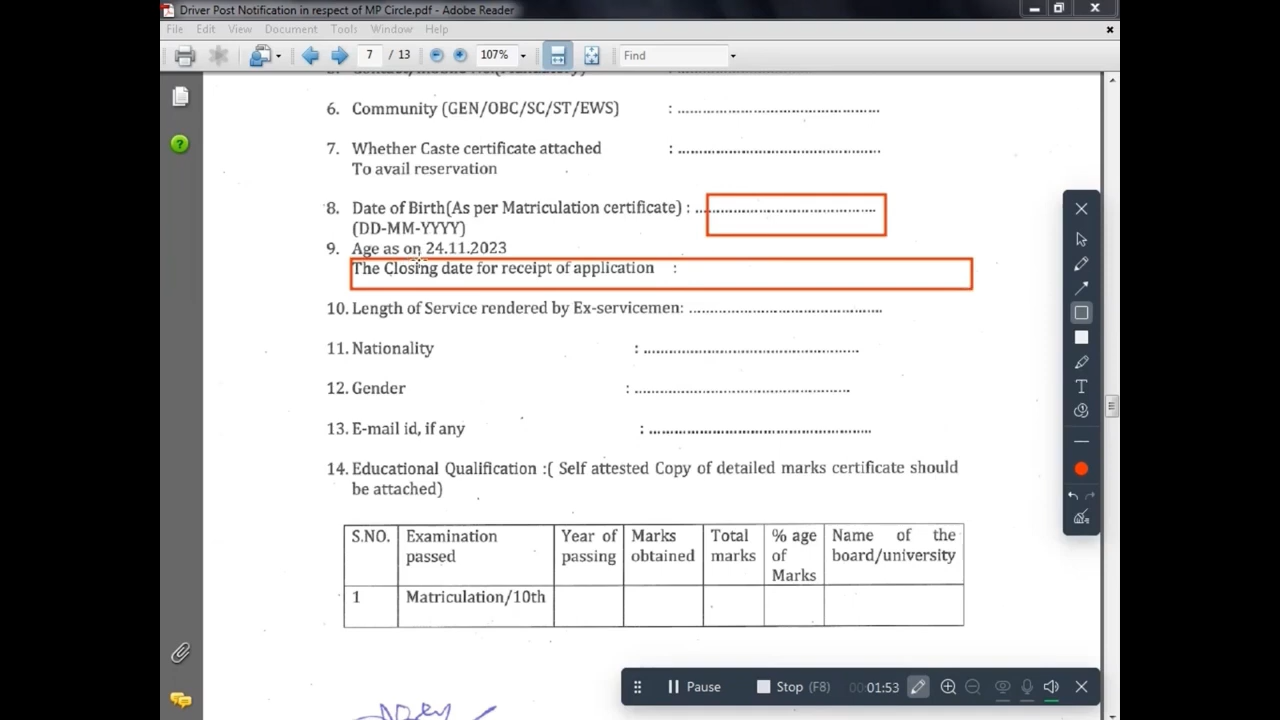 Driver Post Notification in respect of MP Circle.pdf - Adobe Reader
File Edit View Document Tools Window Help
7 / 13 107% Find
6. Community (GEN/OBC/SC/ST/EWS) : ..........................................
7. Whether Caste certificate attached : ..........................................
To avail reservation
8. Date of Birth(As per Matriculation certificate) : ......................................
(DD-MM-YYYY)
9. Age as on 24.11.2023
The Closing date for receipt of application :
10. Length of Service rendered by Ex-servicemen: ........................................
11. Nationality : ............................................
12. Gender : ............................................
13. E-mail id, if any : ............................................
14. Educational Qualification :( Self attested Copy of detailed marks certificate should
be attached)
S.NO. Examination passed Year of passing Marks obtained Total marks % age of Marks Name of the board/university
1 Matriculation/10th
Pause Stop (F8) 00:01:53